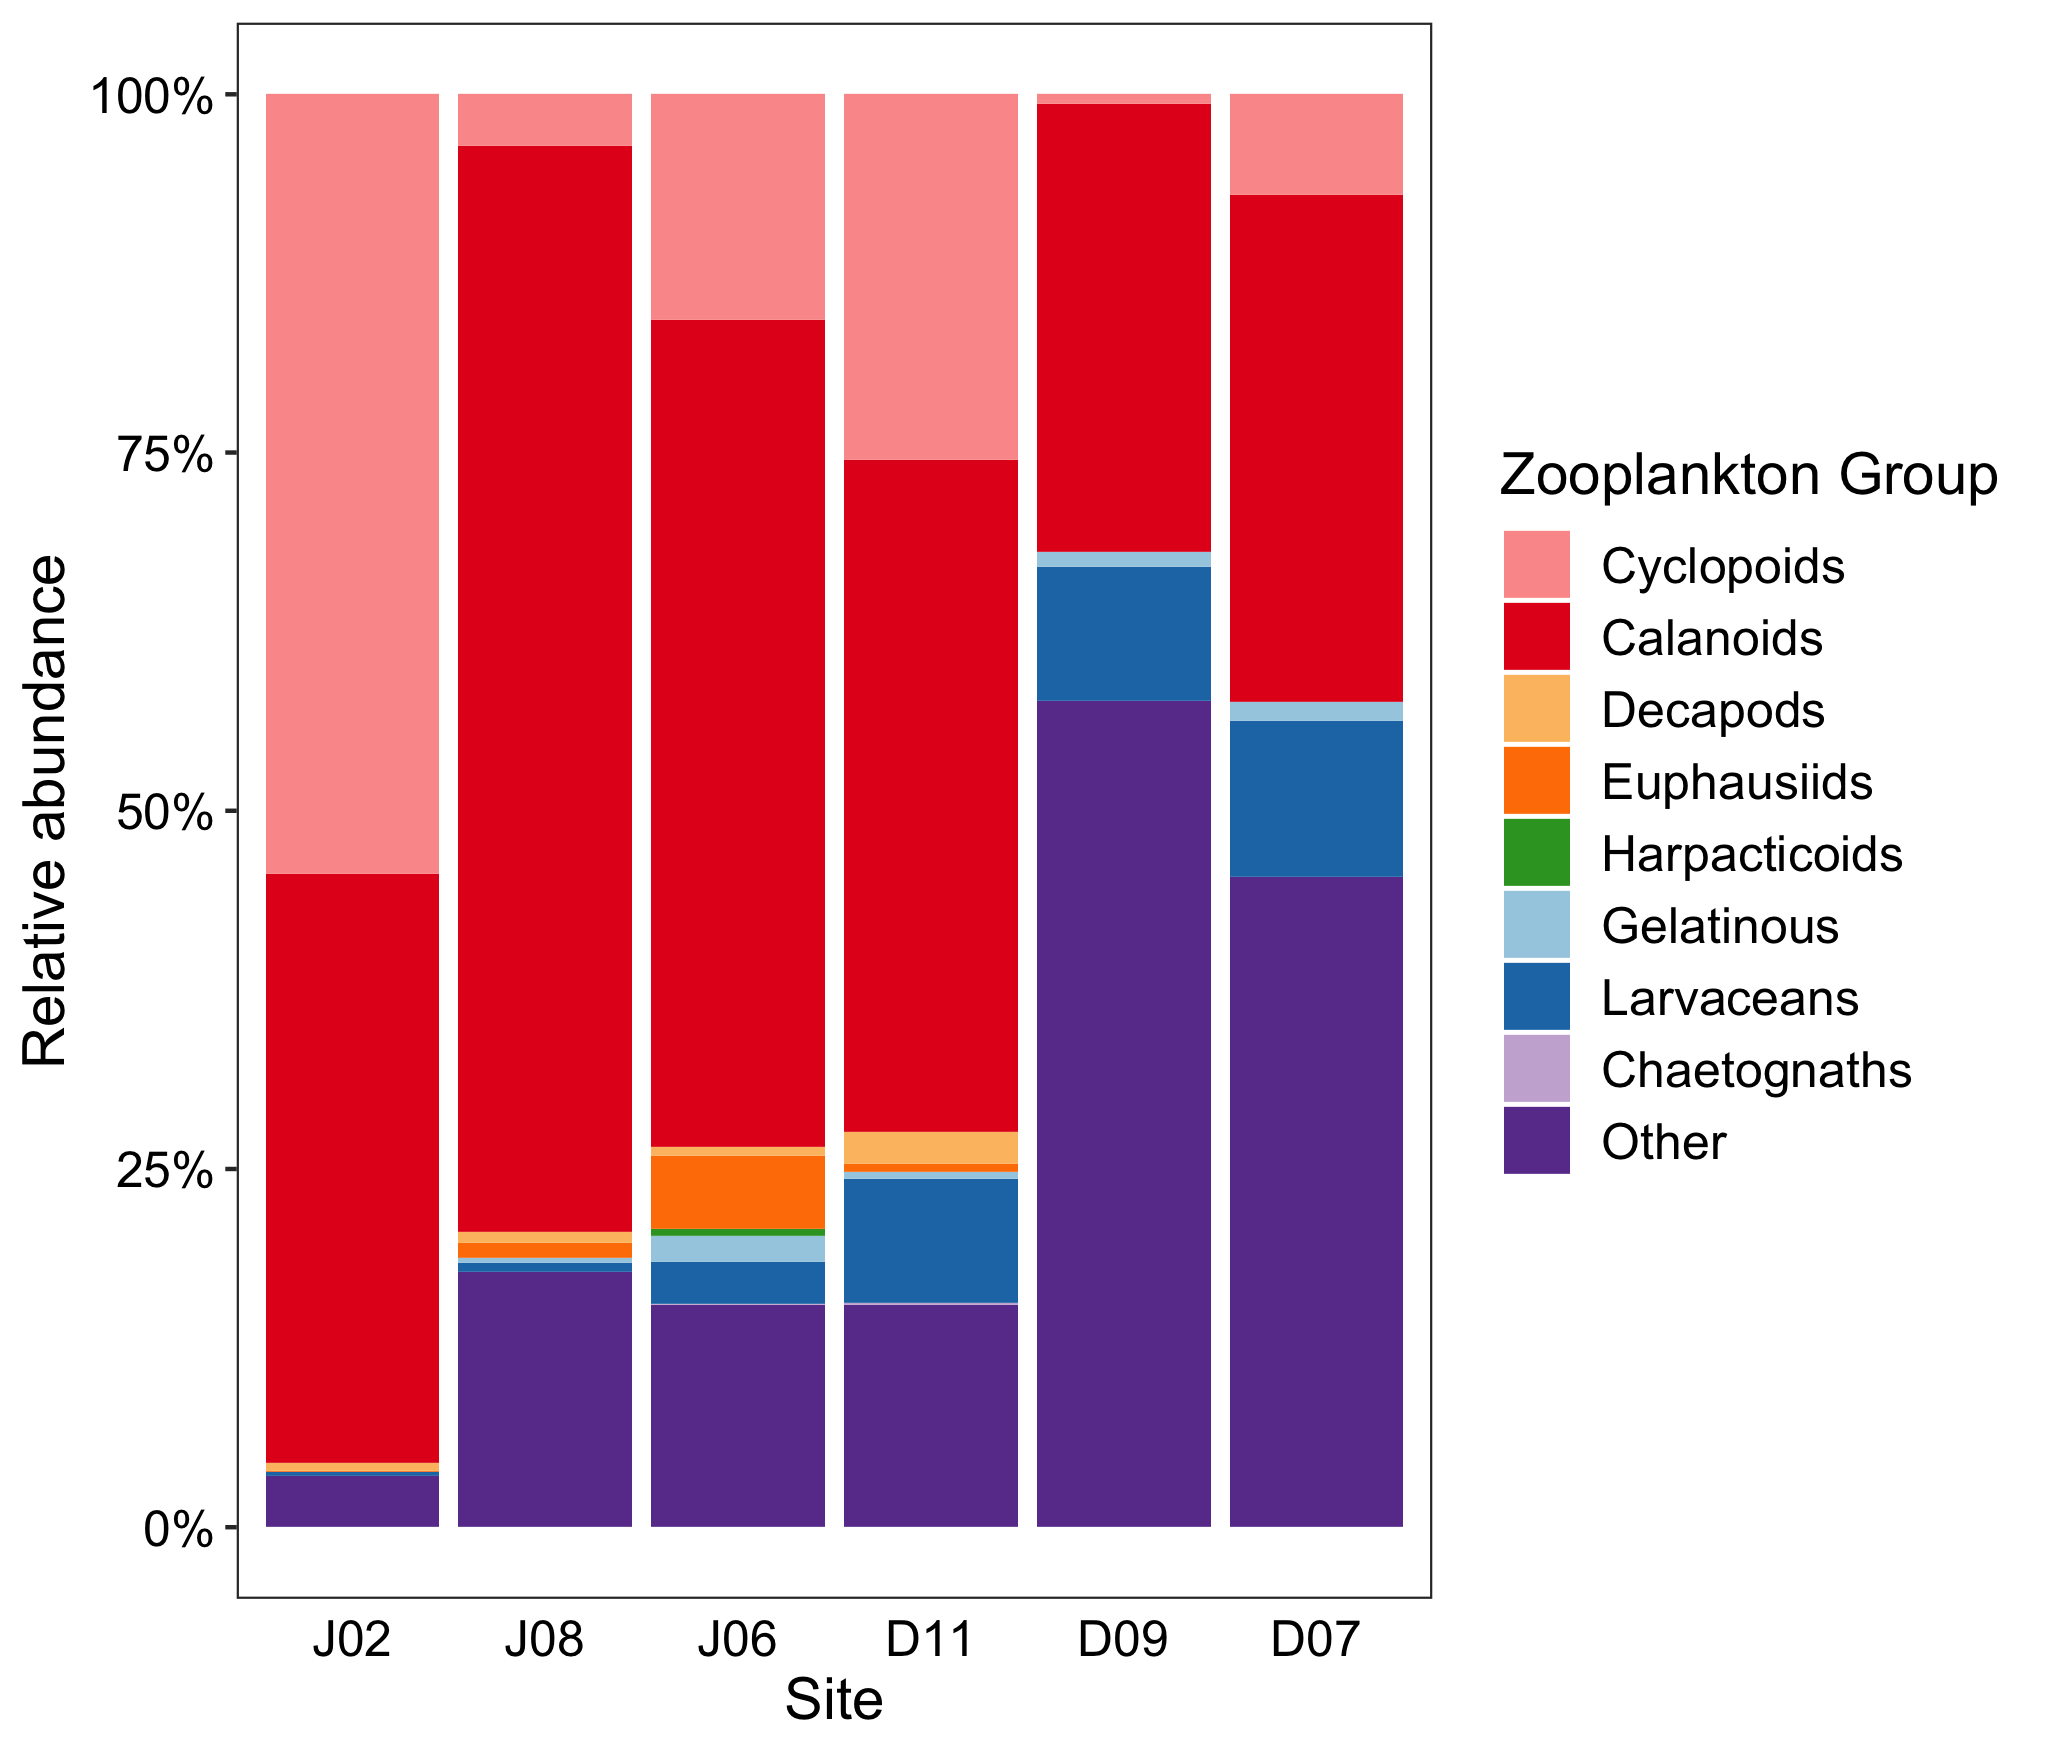 100%
75%
50%
25%
0%
Relative abundance
J02 J08 J06 D11 D09 D07
Site
Zooplankton Group
Cyclopoids
Calanoids
Decapods
Euphausiids
Harpacticoids
Gelatinous
Larvaceans
Chaetognaths
Other